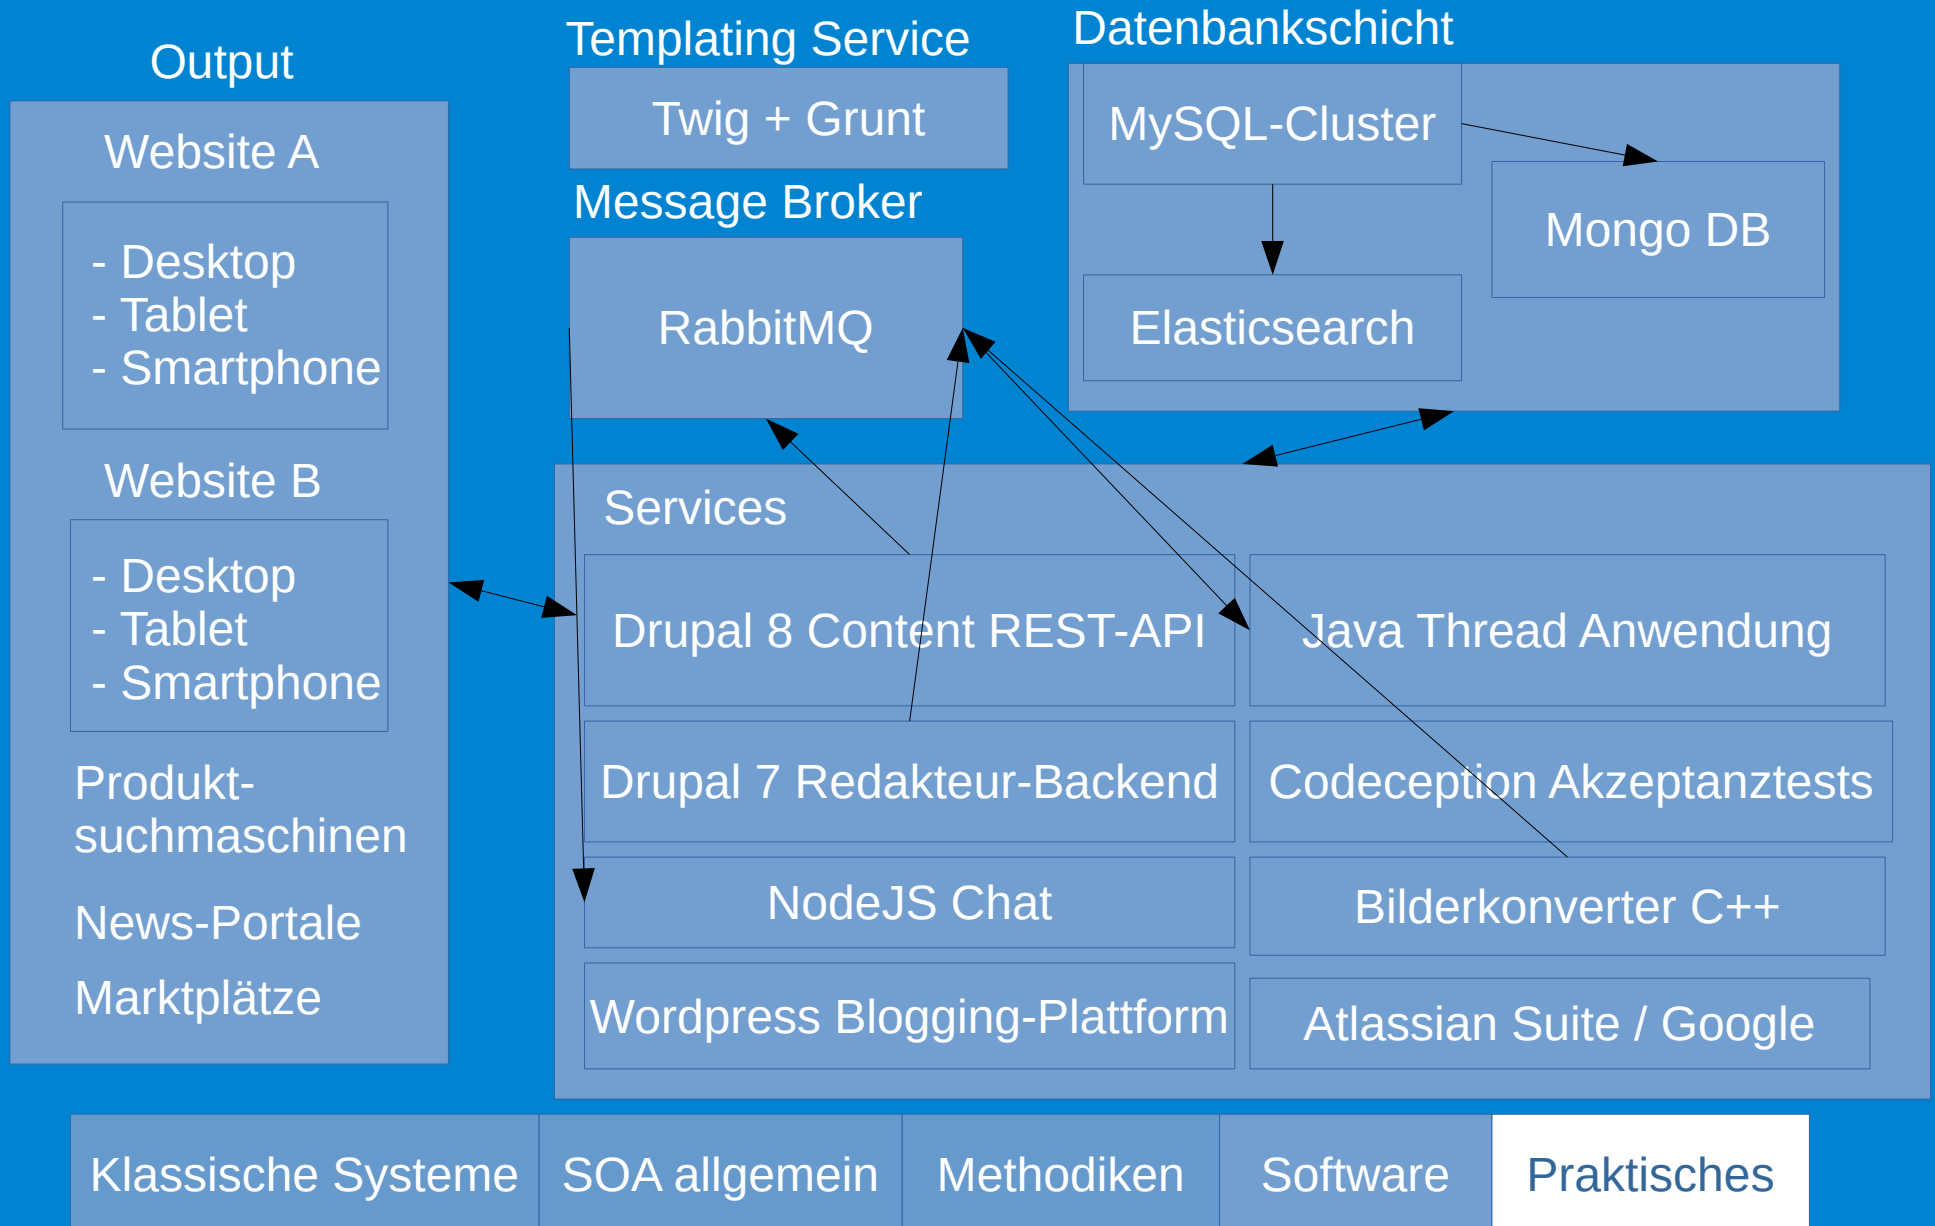 Output
Website A
- Desktop
- Tablet
- Smartphone
Website B
- Desktop
- Tablet
- Smartphone
Produkt-
suchmaschinen
News-Portale
Marktplätze
Templating Service
Twig + Grunt
Message Broker
RabbitMQ
Datenbankschicht
MySQL-Cluster
Mongo DB
Elasticsearch
Services
Drupal 8 Content REST-API
Java Thread Anwendung
Drupal 7 Redakteur-Backend
Codeception Akzeptanztests
NodeJS Chat
Bilderkonverter C++
Wordpress Blogging-Plattform
Atlassian Suite / Google
Klassische Systeme
SOA allgemein
Methodiken
Software
Praktisches